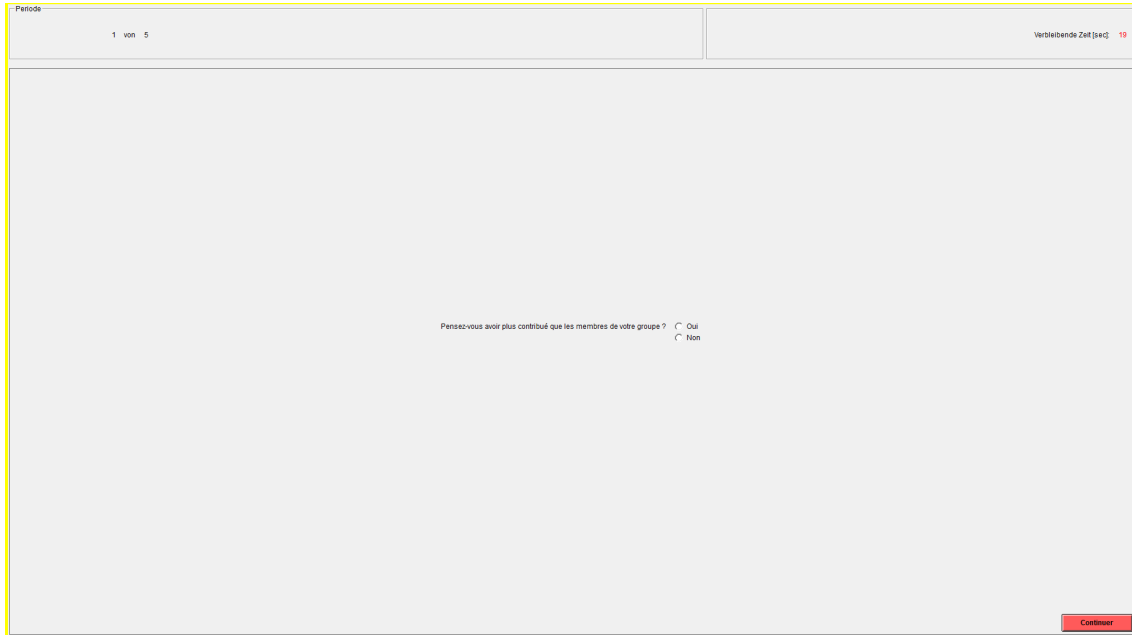 Periode
1 von 5
Verbleibende Zeit [sec]: 19
Pensez-vous avoir plus contribué que les membres de votre groupe ? Oui
Non
Continuer